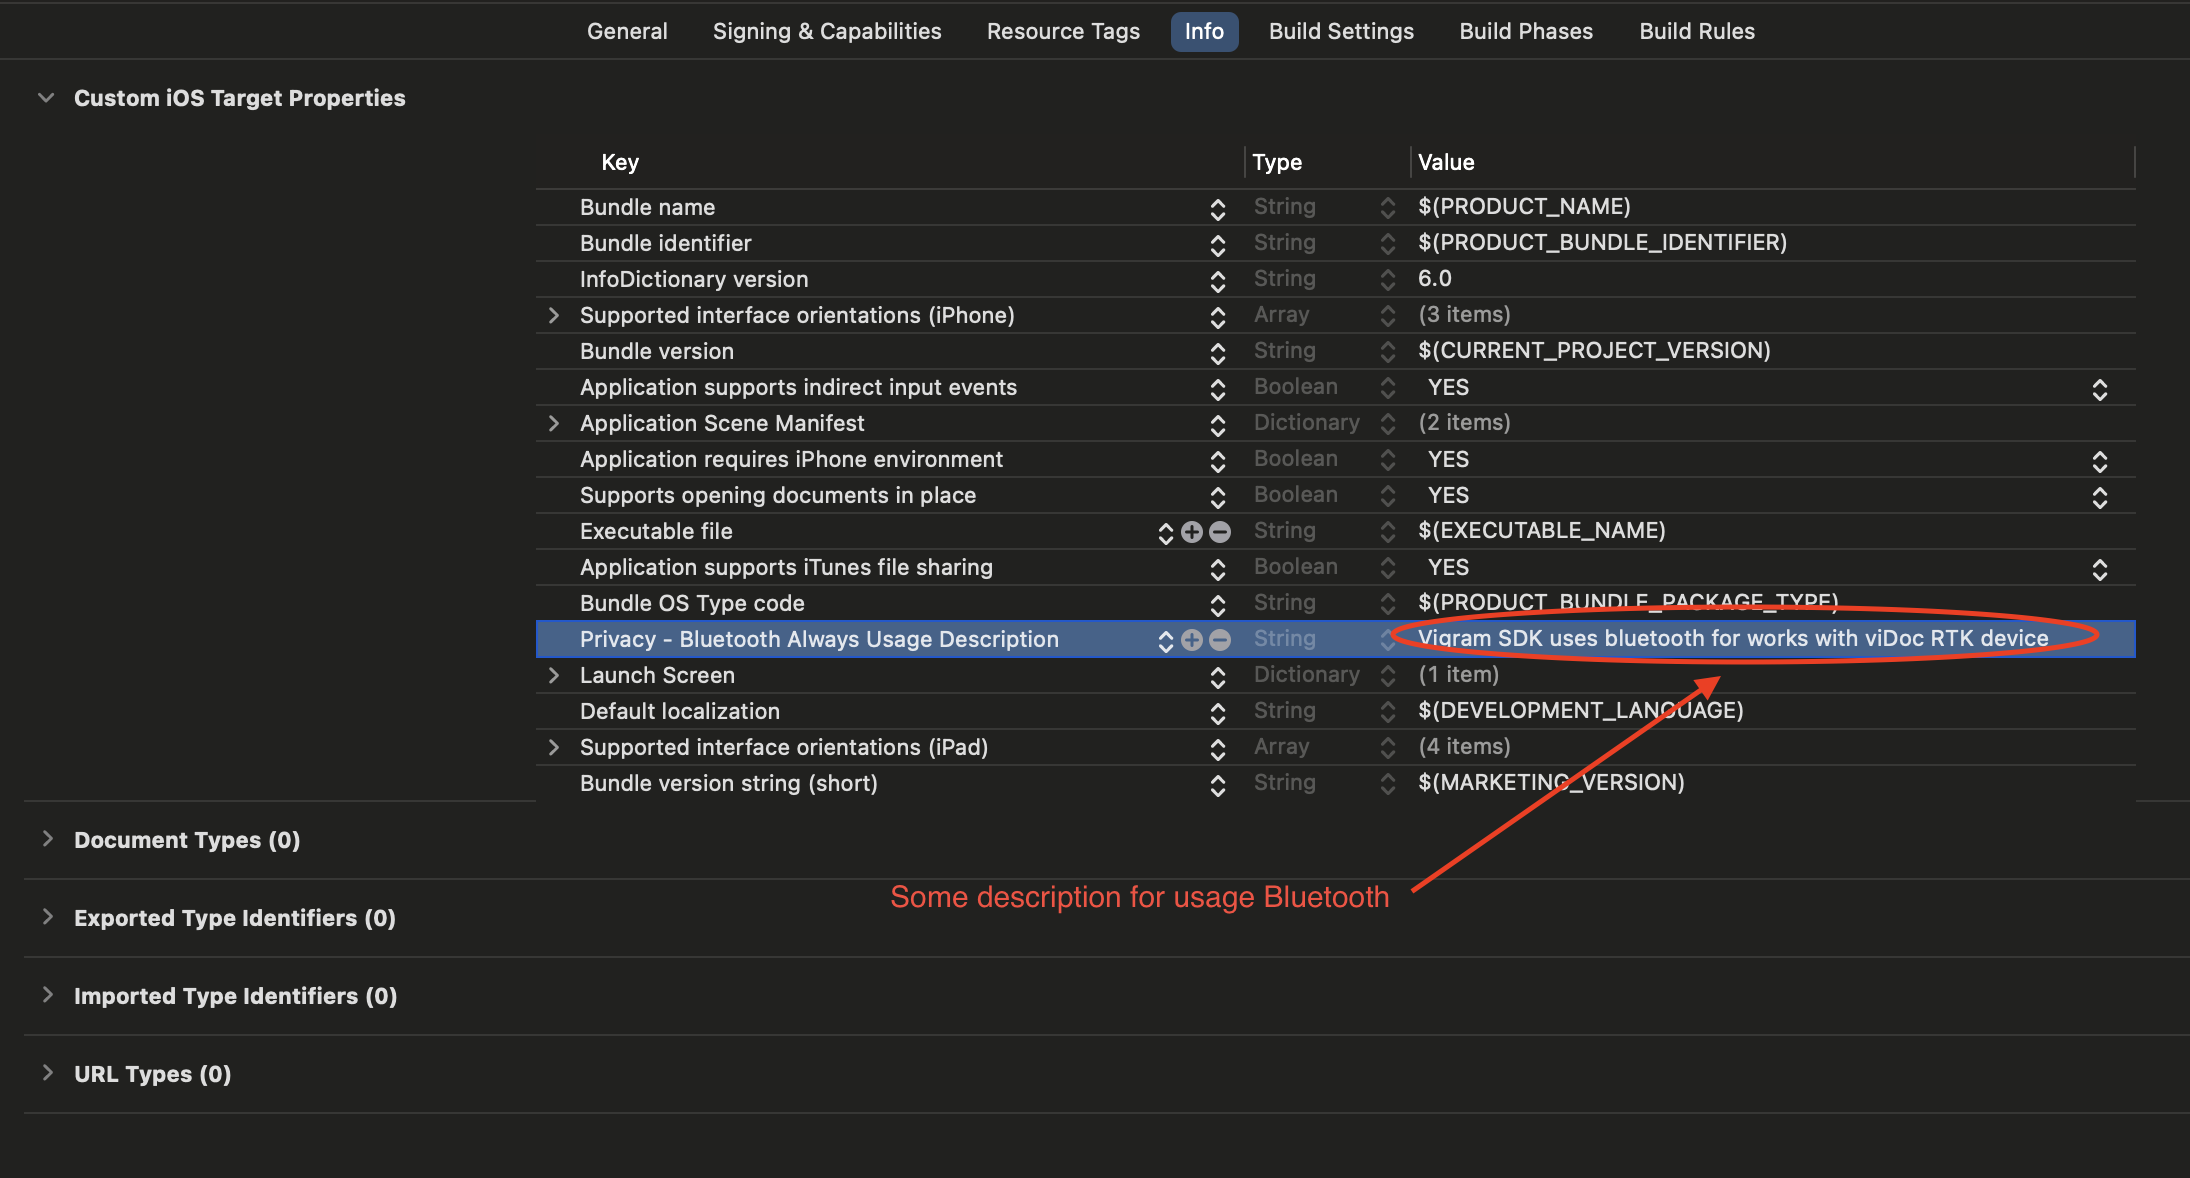 General Signing & Capabilities Resource Tags Info Build Settings Build Phases Build Rules
Custom iOS Target Properties
Key Type Value
Bundle name String $(PRODUCT_NAME)
Bundle identifier String $(PRODUCT_BUNDLE_IDENTIFIER)
InfoDictionary version String 6.0
Supported interface orientations (iPhone) Array (3 items)
Bundle version String $(CURRENT_PROJECT_VERSION)
Application supports indirect input events Boolean YES
Application Scene Manifest Dictionary (2 items)
Application requires iPhone environment Boolean YES
Supports opening documents in place Boolean YES
Executable file String $(EXECUTABLE_NAME)
Application supports iTunes file sharing Boolean YES
Bundle OS Type code String $(PRODUCT_BUNDLE_PACKAGE_TYPE)
Privacy - Bluetooth Always Usage Description String Vigram SDK uses bluetooth for works with viDoc RTK device
Launch Screen Dictionary (1 item)
Default localization String $(DEVELOPMENT_LANGUAGE)
Supported interface orientations (iPad) Array (4 items)
Bundle version string (short) String $(MARKETING_VERSION)
Document Types (0)
Some description for usage Bluetooth
Exported Type Identifiers (0)
Imported Type Identifiers (0)
URL Types (0)